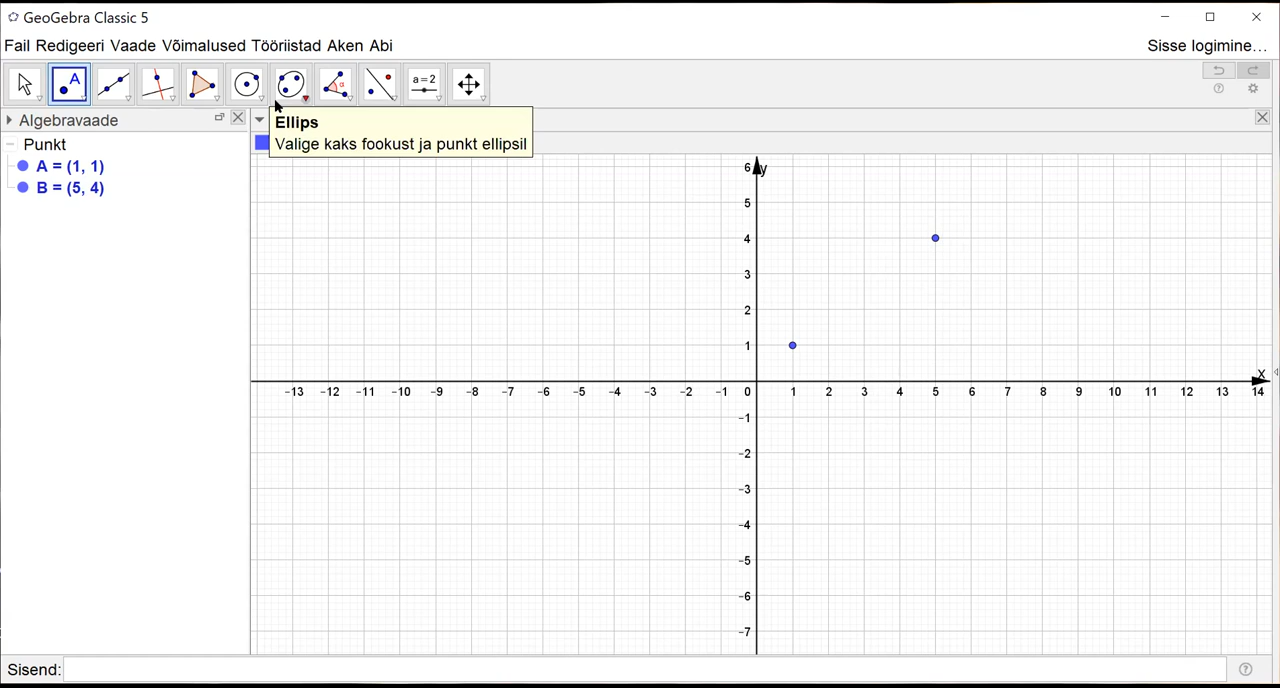 GeoGebra Classic 5
Fail Redigeeri Vaade Võimalused Tööriistad Aken Abi
Sisse logimine...
A
α
a=2
Algebravaade
Ellips
Valige kaks fookust ja punkt ellipsil
Punkt
A = (1, 1)
B = (5, 4)
y
6
5
4
3
2
1
x
-13 -12 -11 -10 -9 -8 -7 -6 -5 -4 -3 -2 -1 0 1 2 3 4 5 6 7 8 9 10 11 12 13 14
-1
-2
-3
-4
-5
-6
-7
Sisend: